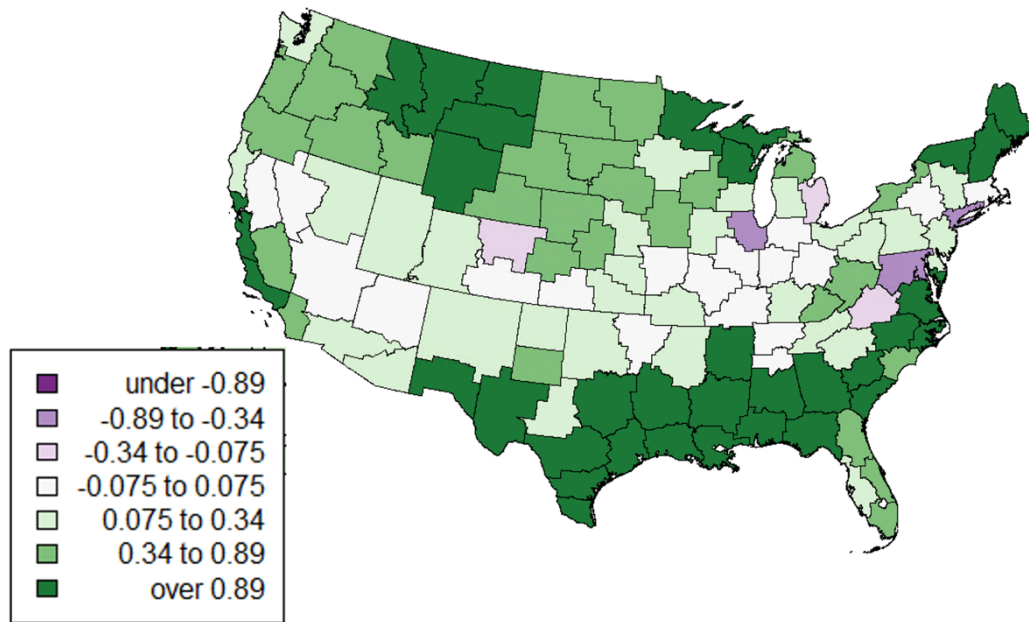 under -0.89
-0.89 to -0.34
-0.34 to -0.075
-0.075 to 0.075
0.075 to 0.34
0.34 to 0.89
over 0.89